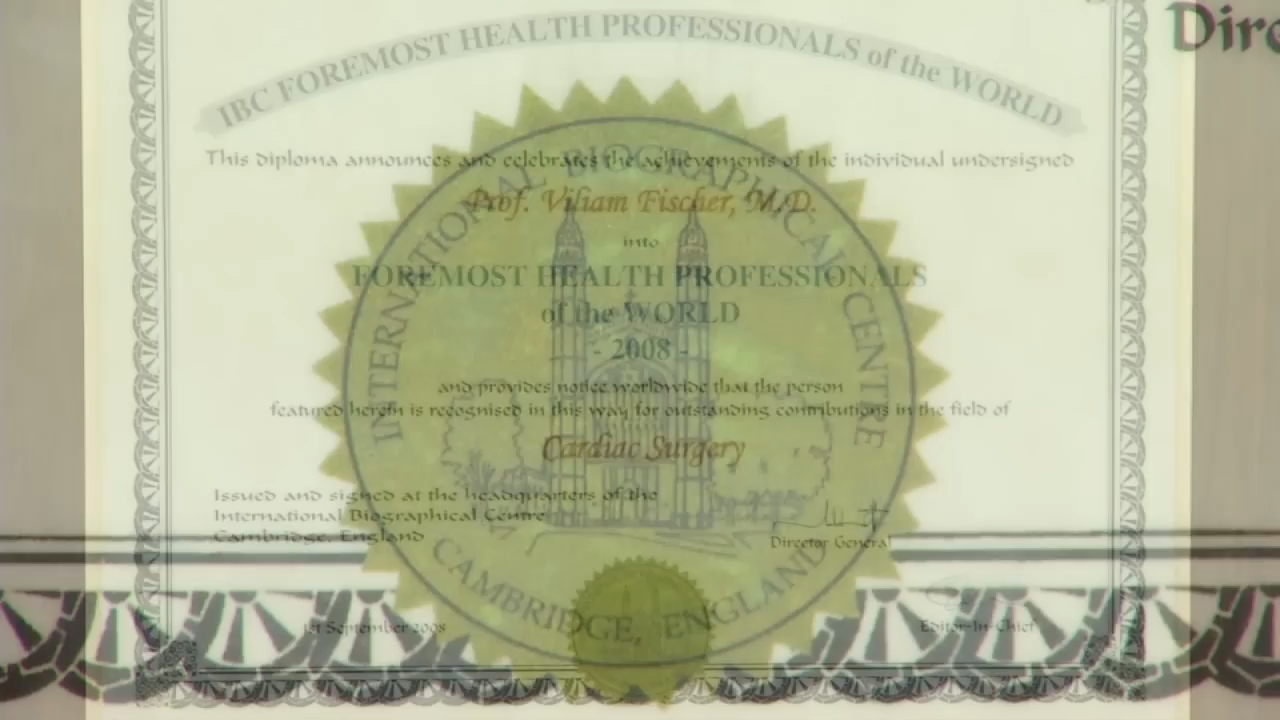 Dire
IBC FOREMOST HEALTH PROFESSIONALS of the WORLD
This diploma announces and celebrates the achievements of the individual undersigned
Prof. Viliam Fischer, M.D.
into
FOREMOST HEALTH PROFESSIONALS
of the WORLD
- 2008 -
and provides notice worldwide that the person
featured herein is recognised in this way for outstanding contributions in the field of
Cardiac Surgery
Issued and signed at the headquarters of the
International Biographical Centre
Cambridge, England
Director General
1st September 2008
Editor-In-Chief
INTERNATIONAL BIOGRAPHICAL CENTRE
CAMBRIDGE, ENGLAND